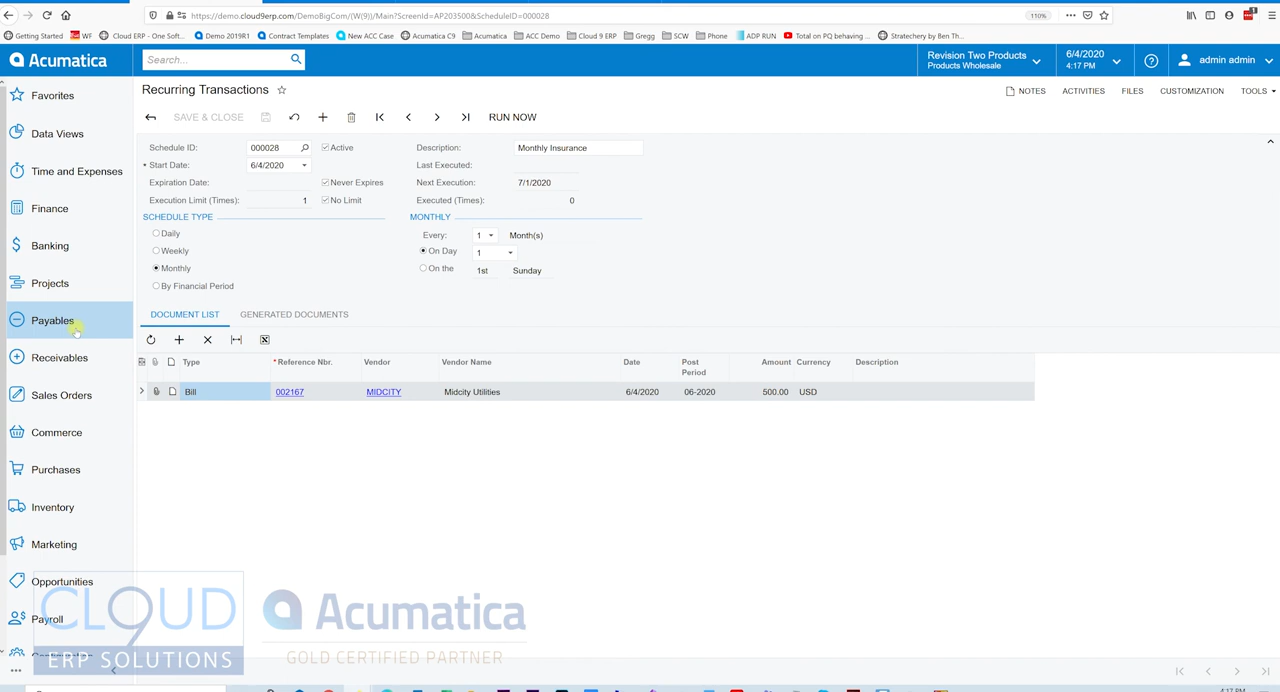 https://demo.cloud9erp.com/DemoBigCom/(W(9))/Main?ScreenId=AP203500&ScheduleID=000028
110%
Getting Started WF Cloud ERP - One Soft... Demo 2019R1 Contract Templates New ACC Case Acumatica C9 Acumatica ACC Demo Cloud 9 ERP Gregg SCW Phone ADP RUN Total on PQ behaving ... Stratechery by Ben Th...
Acumatica
Search...
Revision Two Products
Products Wholesale
6/4/2020
4:17 PM
admin admin
Favorites
Data Views
Time and Expenses
Finance
Banking
Projects
Payables
Receivables
Sales Orders
Commerce
Purchases
Inventory
Marketing
Opportunities
Payroll
Recurring Transactions
NOTES ACTIVITIES FILES CUSTOMIZATION TOOLS
SAVE & CLOSE RUN NOW
Schedule ID: 000028 Active Description: Monthly Insurance
* Start Date: 6/4/2020 Last Executed:
Expiration Date: Never Expires Next Execution: 7/1/2020
Execution Limit (Times): 1 No Limit Executed (Times): 0
SCHEDULE TYPE MONTHLY
Daily Every: 1 Month(s)
Weekly On Day 1
Monthly On the 1st Sunday
By Financial Period
DOCUMENT LIST GENERATED DOCUMENTS
Type * Reference Nbr. Vendor Vendor Name Date Post Period Amount Currency Description
Bill 002167 MIDCITY Midcity Utilities 6/4/2020 06-2020 500.00 USD
CLOUD
ERP SOLUTIONS
Acumatica
GOLD CERTIFIED PARTNER
4:17 PM